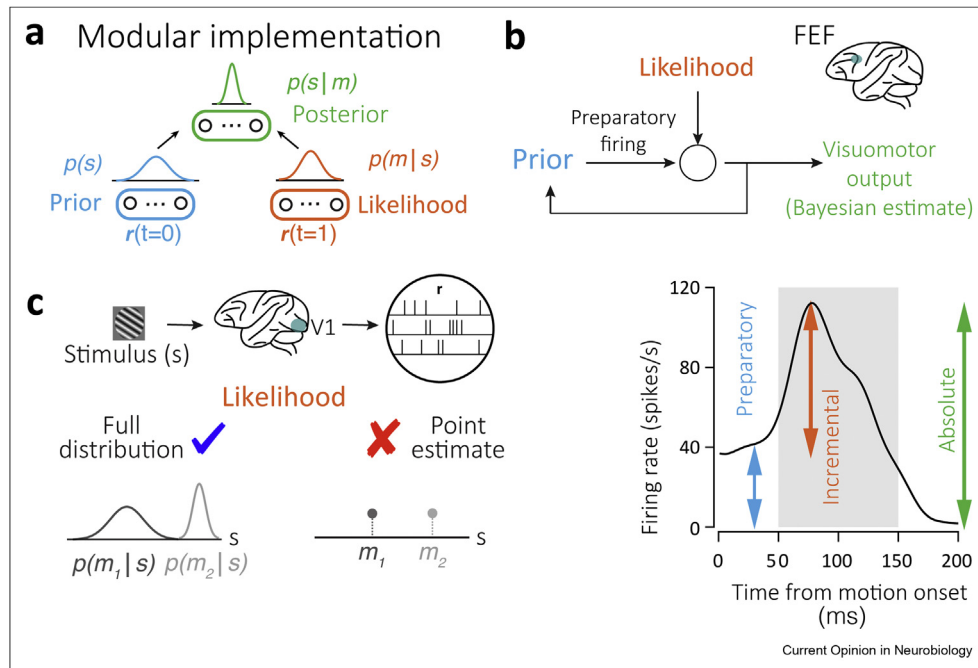 a
Modular implementation
p(s|m)
Posterior
p(s)
p(m|s)
Prior
Likelihood
r(t=0)
r(t=1)
b
FEF
Likelihood
Preparatory
firing
Prior
Visuomotor
output
(Bayesian estimate)
c
Stimulus (s)
V1
r
Likelihood
Full
distribution
Point
estimate
s
p(m₁|s) p(m₂|s)
s
m₁ m₂
120
80
40
0
Firing rate (spikes/s)
Preparatory
Incremental
Absolute
0 50 100 150 200
Time from motion onset
(ms)
Current Opinion in Neurobiology